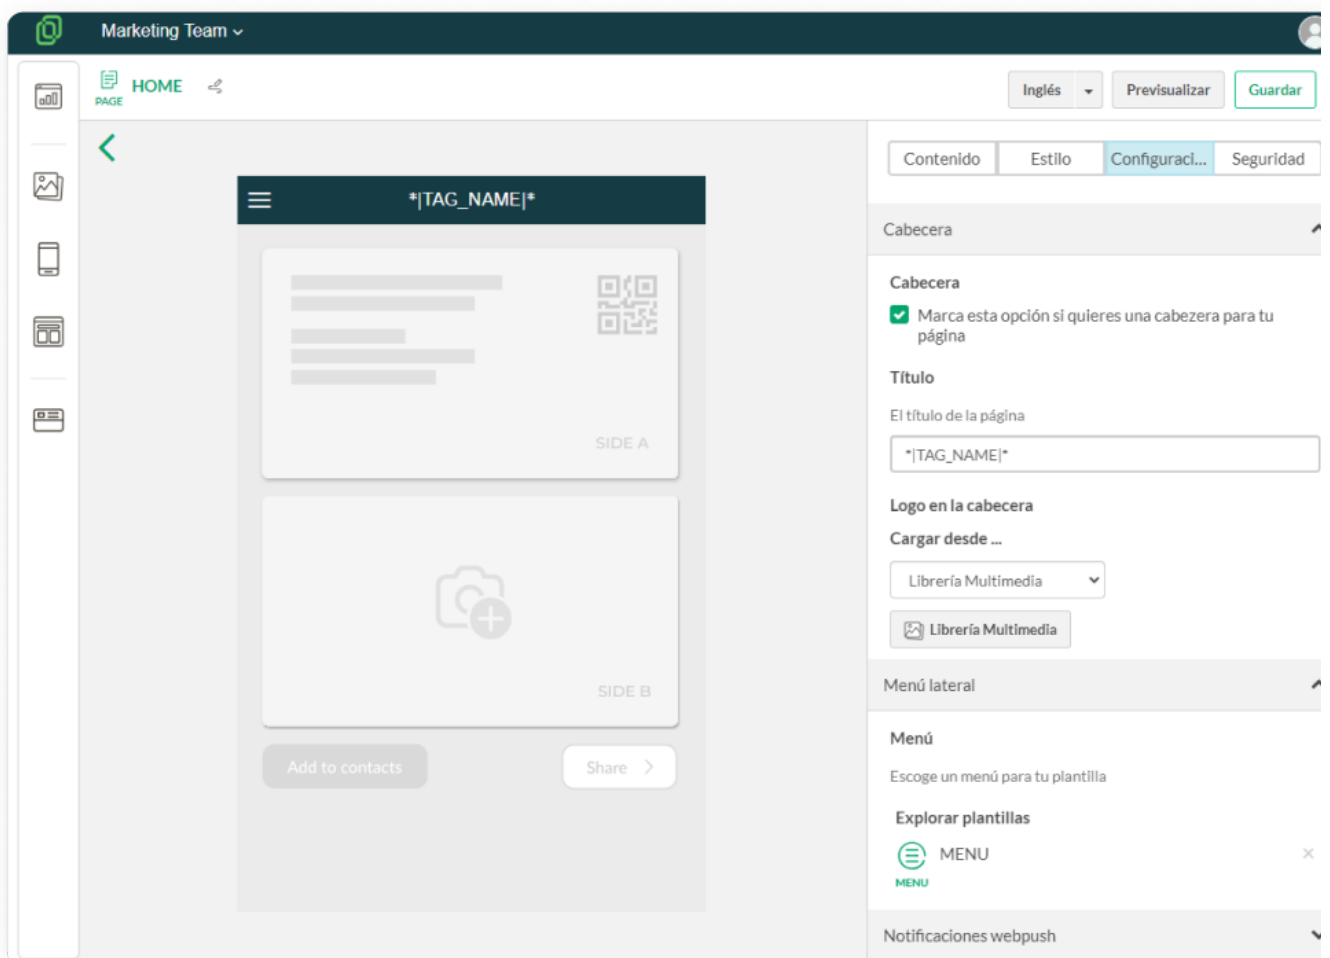 Marketing Team
PAGE
HOME
Inglés
Previsualizar
Guardar
*|TAG_NAME|*
SIDE A
SIDE B
Add to contacts
Share
Contenido
Estilo
Configuraci...
Seguridad
Cabecera
Cabecera
Marca esta opción si quieres una cabezera para tu
página
Título
El título de la página
*|TAG_NAME|*
Logo en la cabecera
Cargar desde ...
Librería Multimedia
Librería Multimedia
Menú lateral
Menú
Escoge un menú para tu plantilla
Explorar plantillas
MENU
MENU
Notificaciones webpush